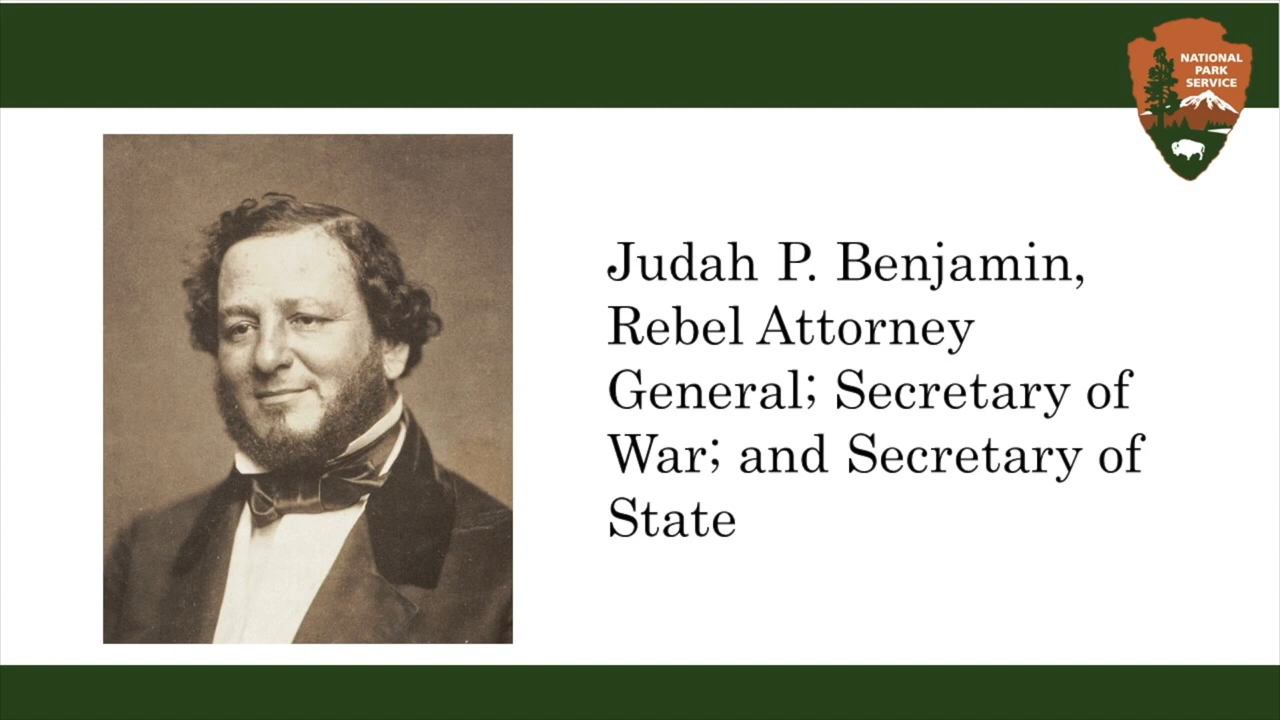 NATIONAL
PARK
SERVICE
Judah P. Benjamin,
Rebel Attorney
General; Secretary of
War; and Secretary of
State